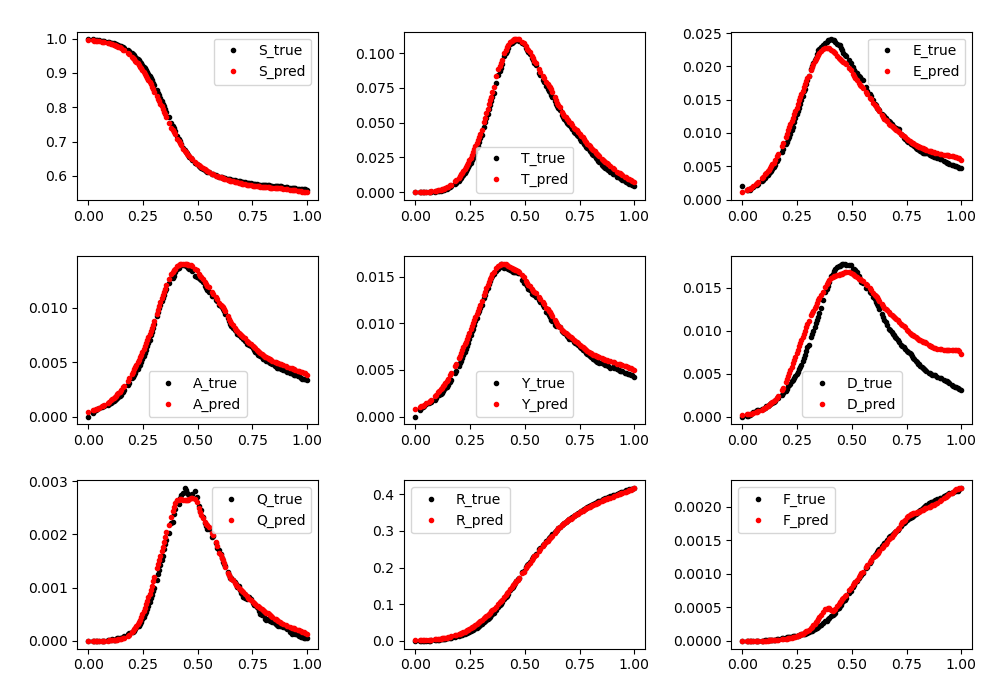 1.0
0.9
0.8
0.7
0.6
0.00 0.25 0.50 0.75 1.00
S_true
S_pred
0.100
0.075
0.050
0.025
0.000
0.00 0.25 0.50 0.75 1.00
T_true
T_pred
0.025
0.020
0.015
0.010
0.005
0.000
0.00 0.25 0.50 0.75 1.00
E_true
E_pred
0.010
0.005
0.000
0.00 0.25 0.50 0.75 1.00
A_true
A_pred
0.015
0.010
0.005
0.000
0.00 0.25 0.50 0.75 1.00
Y_true
Y_pred
0.015
0.010
0.005
0.000
0.00 0.25 0.50 0.75 1.00
D_true
D_pred
0.003
0.002
0.001
0.000
0.00 0.25 0.50 0.75 1.00
Q_true
Q_pred
0.4
0.3
0.2
0.1
0.0
0.00 0.25 0.50 0.75 1.00
R_true
R_pred
0.0020
0.0015
0.0010
0.0005
0.0000
0.00 0.25 0.50 0.75 1.00
F_true
F_pred